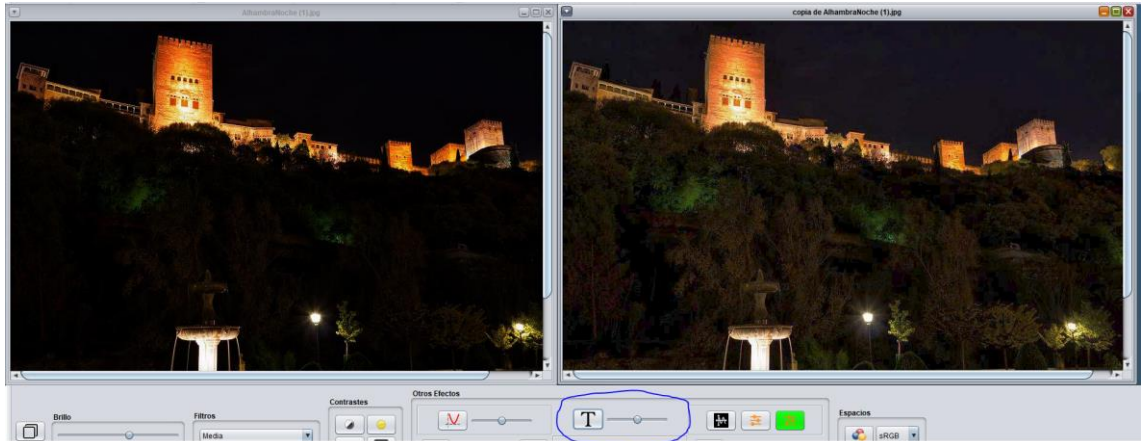 AlhambraNoche (1).jpg
copia de AlhambraNoche (1).jpg
Otros Efectos
Contrastes
Brillo
Filtros
Espacios
T
Media
sRGB